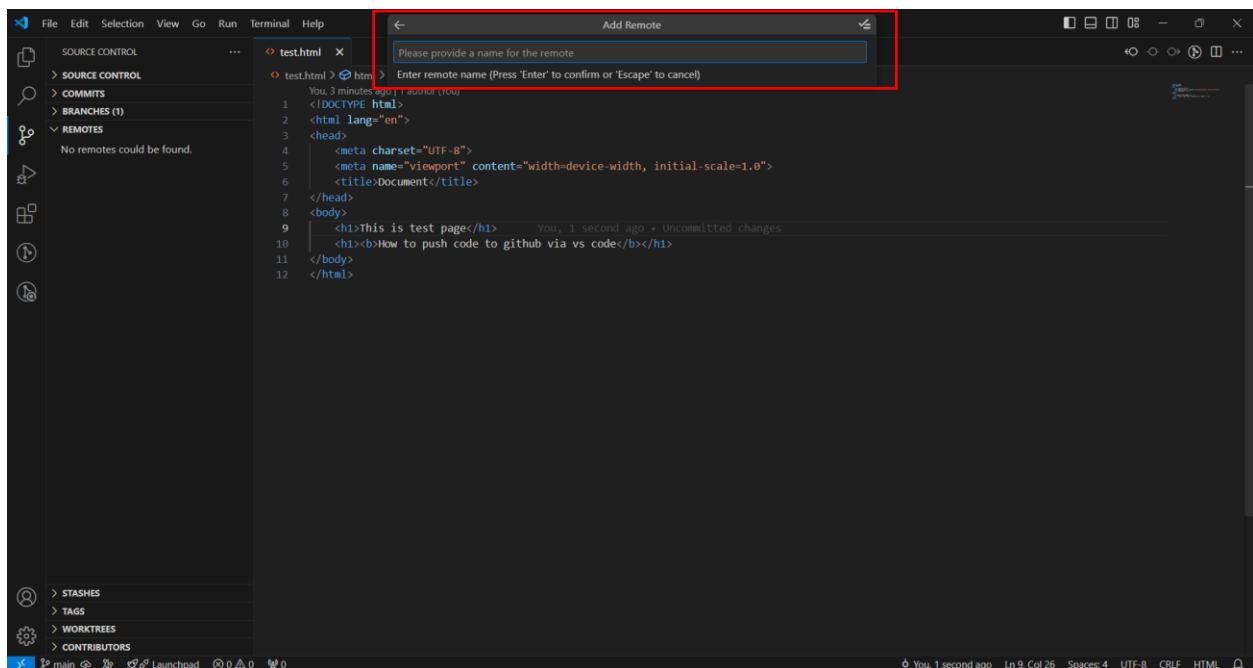 File Edit Selection View Go Run Terminal Help
Add Remote
Please provide a name for the remote
Enter remote name (Press 'Enter' to confirm or 'Escape' to cancel)
SOURCE CONTROL ...
SOURCE CONTROL
COMMITS
BRANCHES (1)
REMOTES
No remotes could be found.
STASHES
TAGS
WORKTREES
CONTRIBUTORS
test.html
test.html > htm >
You, 3 minutes ago | 1 author (You)
1 <!DOCTYPE html>
2 <html lang="en">
3 <head>
4 <meta charset="UTF-8">
5 <meta name="viewport" content="width=device-width, initial-scale=1.0">
6 <title>Document</title>
7 </head>
8 <body>
9 <h1>This is test page</h1> You, 1 second ago • Uncommitted changes
10 <h1><b>How to push code to github via vs code</b></h1>
11 </body>
12 </html>
main Launchpad 0 0 0 You, 1 second ago Ln 9, Col 26 Spaces: 4 UTF-8 CRLF HTML